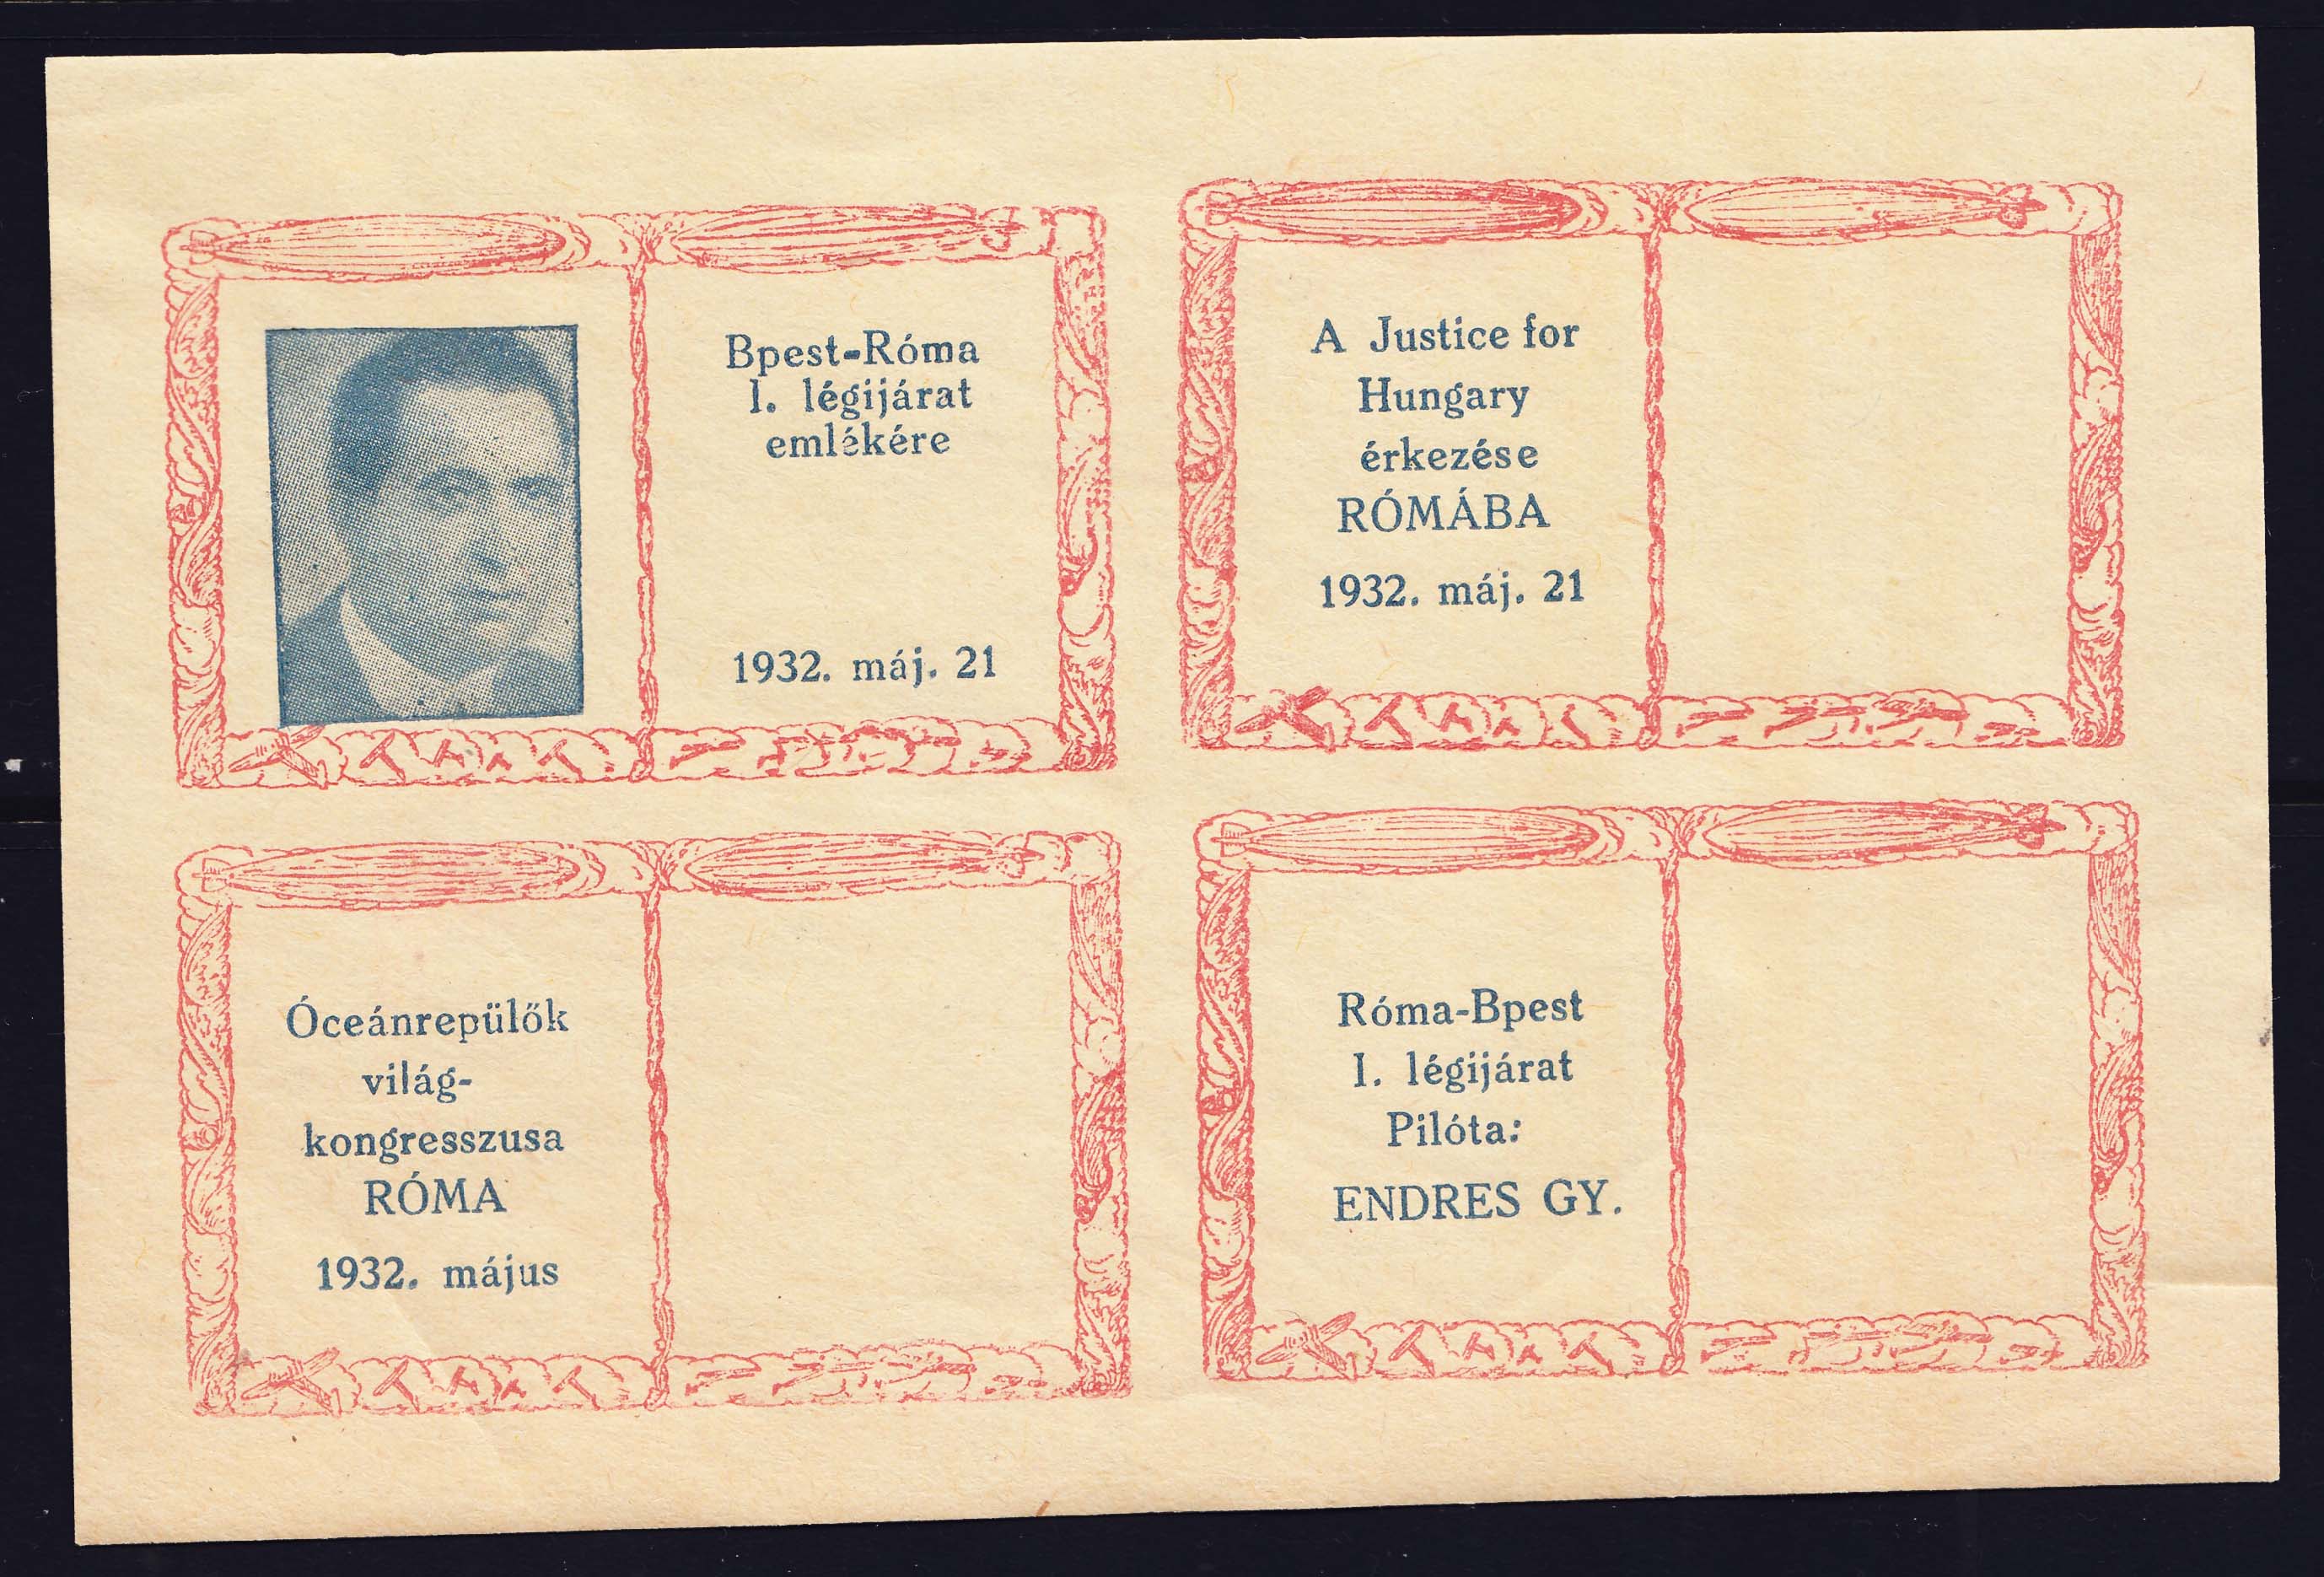 Bpest-Róma
I. légijárat
emlékére
1932. máj. 21
A Justice for
Hungary
érkezése
RÓMÁBA
1932. máj. 21
Óceánrepülők
világ-
kongresszusa
RÓMA
1932. május
Róma-Bpest
I. légijárat
Pilóta:
ENDRES GY.